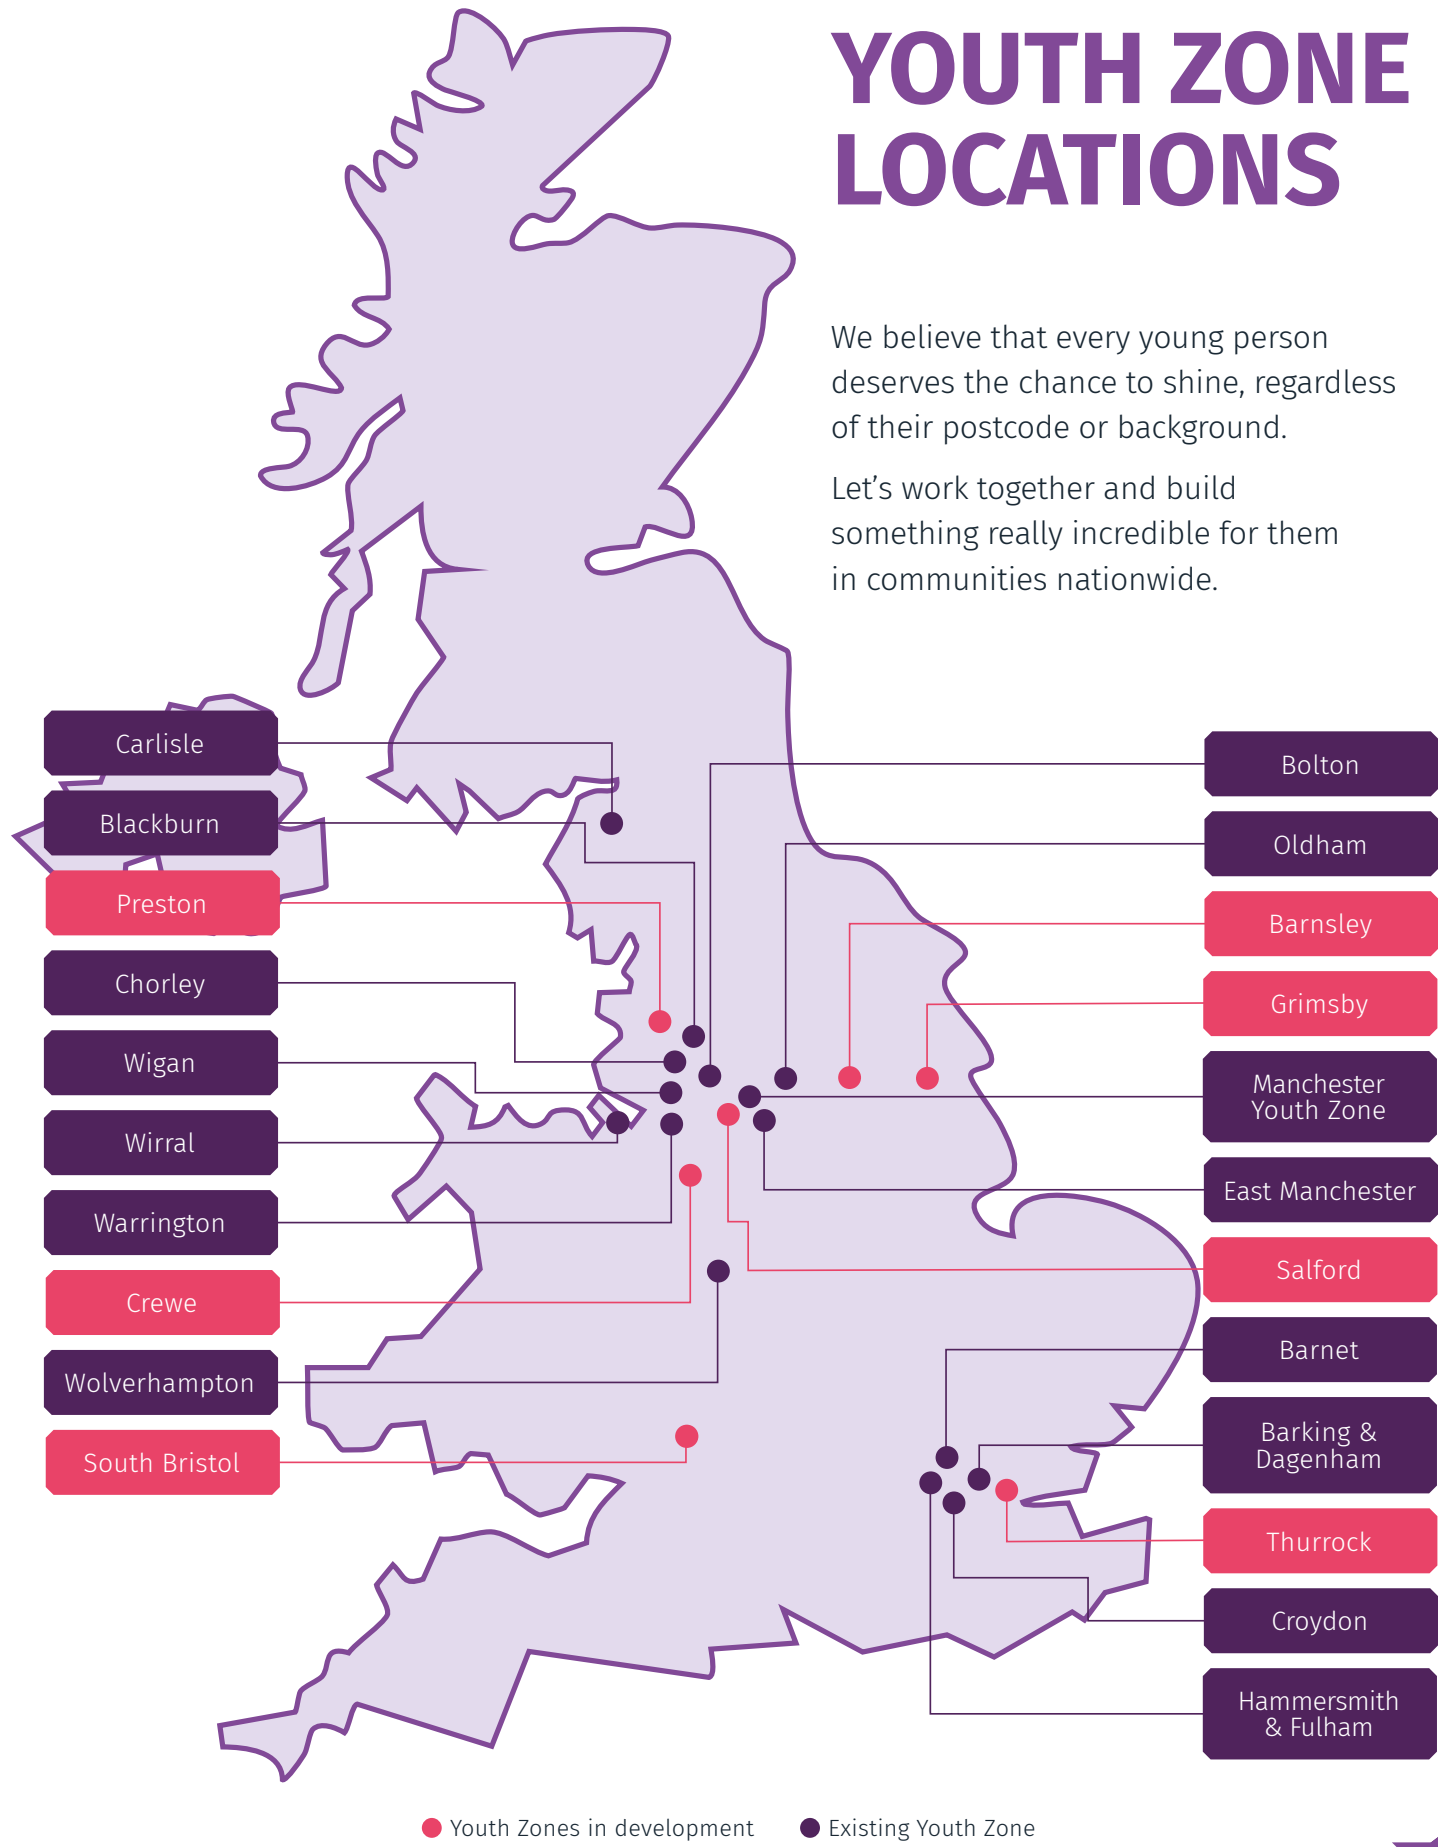 YOUTH ZONE
LOCATIONS
We believe that every young person
deserves the chance to shine, regardless
of their postcode or background.
Let’s work together and build
something really incredible for them
in communities nationwide.
Carlisle
Blackburn
Preston
Chorley
Wigan
Wirral
Warrington
Crewe
Wolverhampton
South Bristol
Bolton
Oldham
Barnsley
Grimsby
Manchester
Youth Zone
East Manchester
Salford
Barnet
Barking &
Dagenham
Thurrock
Croydon
Hammersmith
& Fulham
Youth Zones in development
Existing Youth Zone